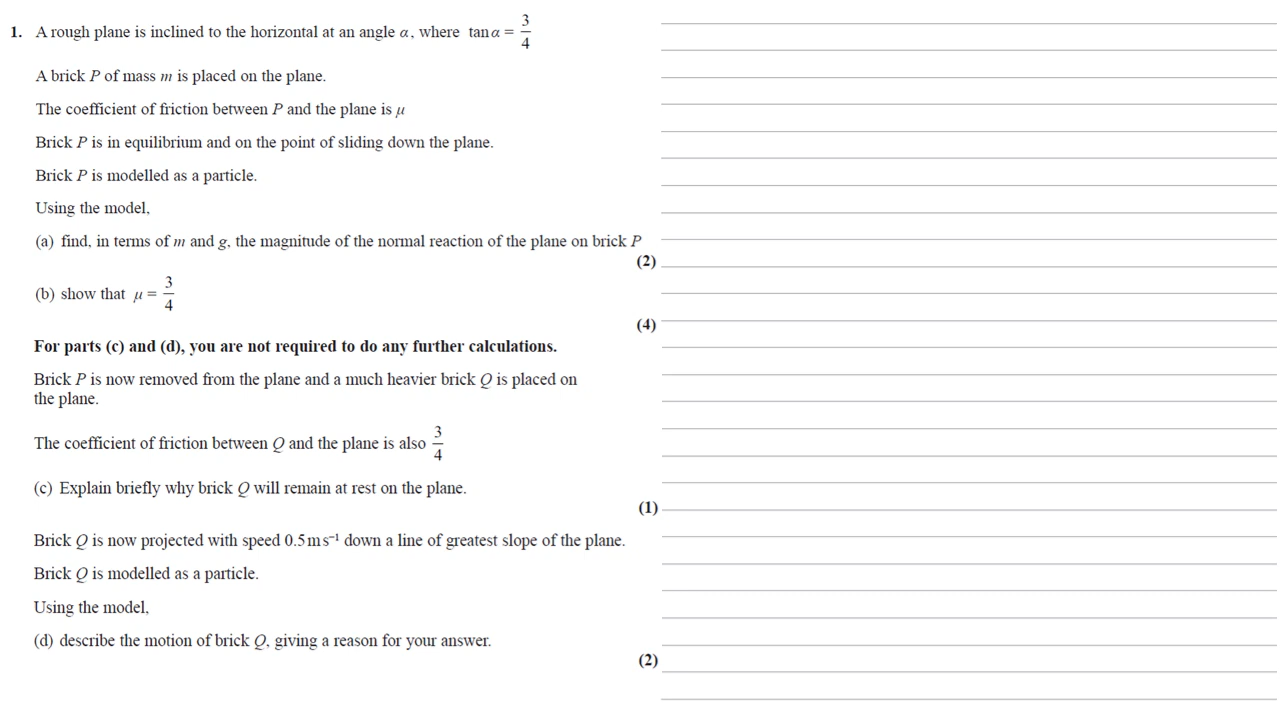 1. A rough plane is inclined to the horizontal at an angle α, where tan α = 3/4
A brick P of mass m is placed on the plane.
The coefficient of friction between P and the plane is μ
Brick P is in equilibrium and on the point of sliding down the plane.
Brick P is modelled as a particle.
Using the model,
(a) find, in terms of m and g, the magnitude of the normal reaction of the plane on brick P
(2)
(b) show that μ = 3/4
(4)
For parts (c) and (d), you are not required to do any further calculations.
Brick P is now removed from the plane and a much heavier brick Q is placed on
the plane.
The coefficient of friction between Q and the plane is also 3/4
(c) Explain briefly why brick Q will remain at rest on the plane.
(1)
Brick Q is now projected with speed 0.5 m s⁻¹ down a line of greatest slope of the plane.
Brick Q is modelled as a particle.
Using the model,
(d) describe the motion of brick Q, giving a reason for your answer.
(2)